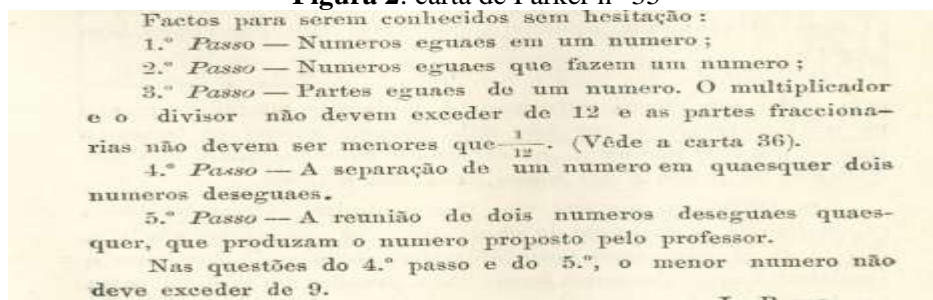 Figura 2: carta de Parker nº 35
Factos para serem conhecidos sem hesitação:
1.º Passo — Numeros eguaes em um numero;
2.º Passo — Numeros eguaes que fazem um numero;
3.º Passo — Partes eguaes de um numero. O multiplicador
e o divisor não devem exceder de 12 e as partes fracciona-
rias não devem ser menores que 1/12. (Vêde a carta 36).
4.º Passo — A separação de um numero em quaesquer dois
numeros deseguaes.
5.º Passo — A reunião de dois numeros deseguaes quaes-
quer, que produzam o numero proposto pelo professor.
Nas questões do 4.º passo e do 5.º, o menor numero não
deve exceder de 9.